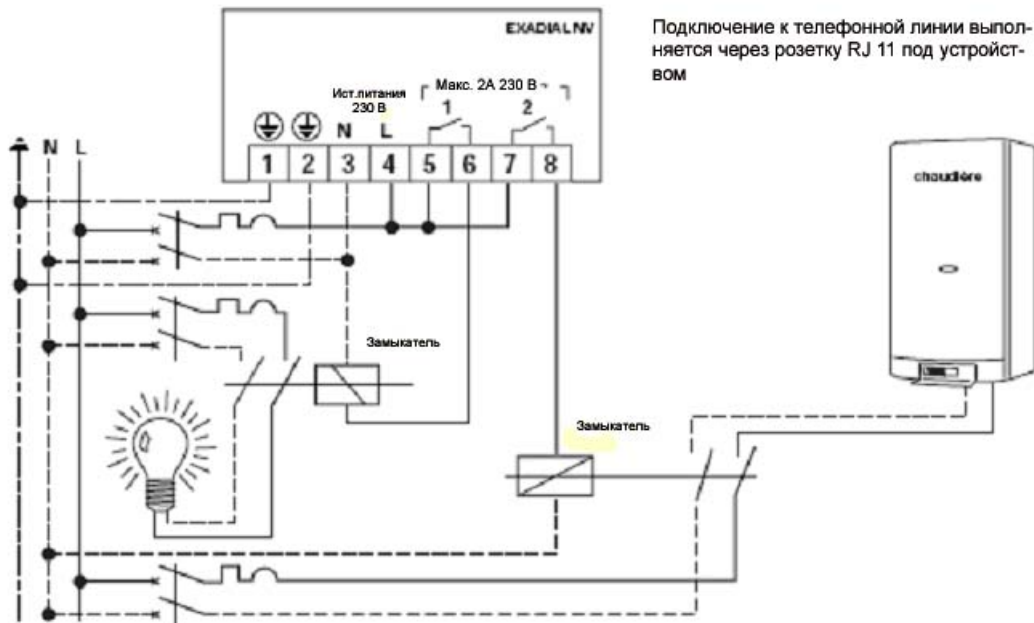 EXADIAL NV
Подключение к телефонной линии выпол-
няется через розетку RJ 11 под устройст-
вом
Ист.питания
230 В
Макс. 2А 230 В
1 2
N L
1 2 3 4 5 6 7 8
N L
chaudière
Замыкатель
Замыкатель